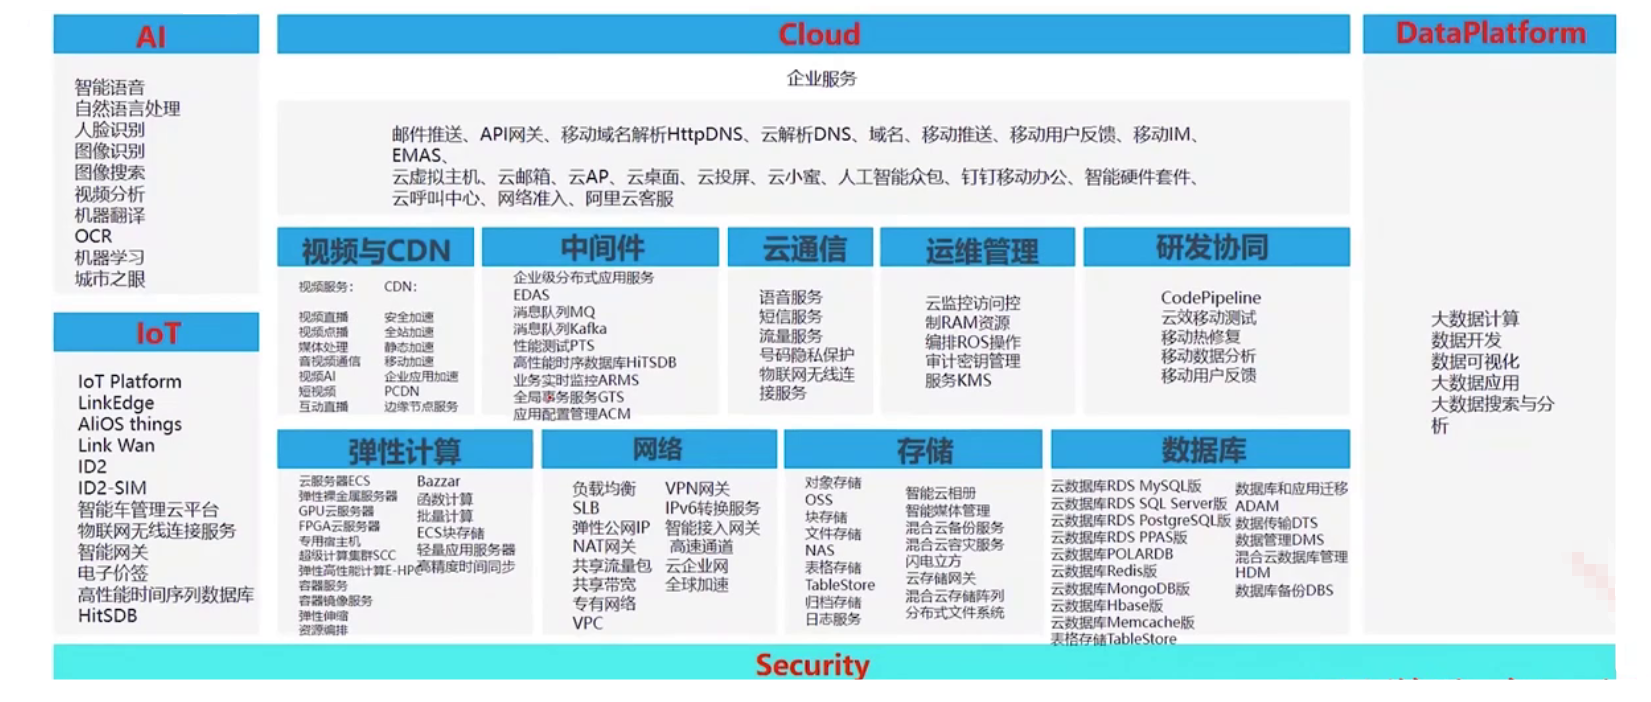 AI
智能语音
自然语言处理
人脸识别
图像识别
图像搜索
视频分析
机器翻译
OCR
机器学习
城市之眼
IoT
IoT Platform
LinkEdge
AliOS things
Link Wan
ID2
ID2-SIM
智能车管理云平台
物联网无线连接服务
智能网关
电子价签
高性能时间序列数据库
HitSDB
Cloud
企业服务
邮件推送、API网关、移动域名解析HttpDNS、云解析DNS、域名、移动推送、移动用户反馈、移动IM、
EMAS、
云虚拟主机、云邮箱、云AP、云桌面、云投屏、云小蜜、人工智能众包、钉钉移动办公、智能硬件套件、
云呼叫中心、网络准入、阿里云客服
视频与CDN
视频服务：
视频直播
视频点播
媒体处理
音视频通信
视频AI
短视频
互动直播
CDN：
安全加速
全站加速
静态加速
移动加速
企业应用加速
PCDN
边缘节点服务
中间件
企业级分布式应用服务
EDAS
消息队列MQ
消息队列Kafka
性能测试PTS
高性能时序数据库HiTSDB
业务实时监控ARMS
全局事务服务GTS
应用配置管理ACM
云通信
语音服务
短信服务
流量服务
号码隐私保护
物联网无线连
接服务
运维管理
云监控访问控
制RAM资源
编排ROS操作
审计密钥管理
服务KMS
研发协同
CodePipeline
云效移动测试
移动热修复
移动数据分析
移动用户反馈
弹性计算
云服务器ECS
弹性裸金属服务器
GPU云服务器
FPGA云服务器
专用宿主机
超级计算集群SCC
弹性高性能计算E-HPC
容器服务
容器镜像服务
弹性伸缩
资源编排
Bazzar
函数计算
批量计算
ECS块存储
轻量应用服务器
高精度时间同步
网络
负载均衡
SLB
弹性公网IP
NAT网关
共享流量包
共享带宽
专有网络
VPC
VPN网关
IPv6转换服务
智能接入网关
高速通道
云企业网
全球加速
存储
对象存储
OSS
块存储
文件存储
NAS
表格存储
TableStore
归档存储
日志服务
智能云相册
智能媒体管理
混合云备份服务
混合云容灾服务
闪电立方
云存储网关
混合云存储阵列
分布式文件系统
数据库
云数据库RDS MySQL版
云数据库RDS SQL Server版
云数据库RDS PostgreSQL版
云数据库RDS PPAS版
云数据库POLARDB
云数据库Redis版
云数据库MongoDB版
云数据库Hbase版
云数据库Memcache版
表格存储TableStore
数据库和应用迁移
ADAM
数据传输DTS
数据管理DMS
混合云数据库管理
HDM
数据库备份DBS
DataPlatform
大数据计算
数据开发
数据可视化
大数据应用
大数据搜索与分
析
Security